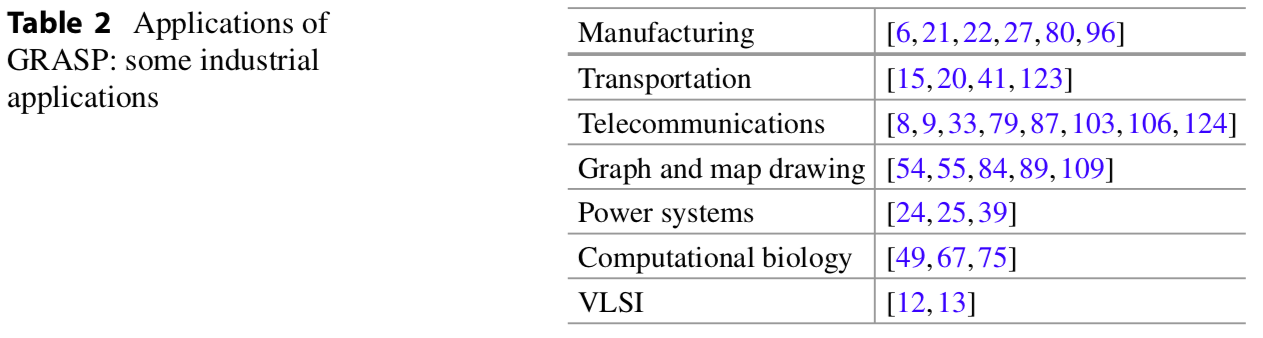 Table 2 Applications of
GRASP: some industrial
applications
Manufacturing [6, 21, 22, 27, 80, 96]
Transportation [15, 20, 41, 123]
Telecommunications [8, 9, 33, 79, 87, 103, 106, 124]
Graph and map drawing [54, 55, 84, 89, 109]
Power systems [24, 25, 39]
Computational biology [49, 67, 75]
VLSI [12, 13]